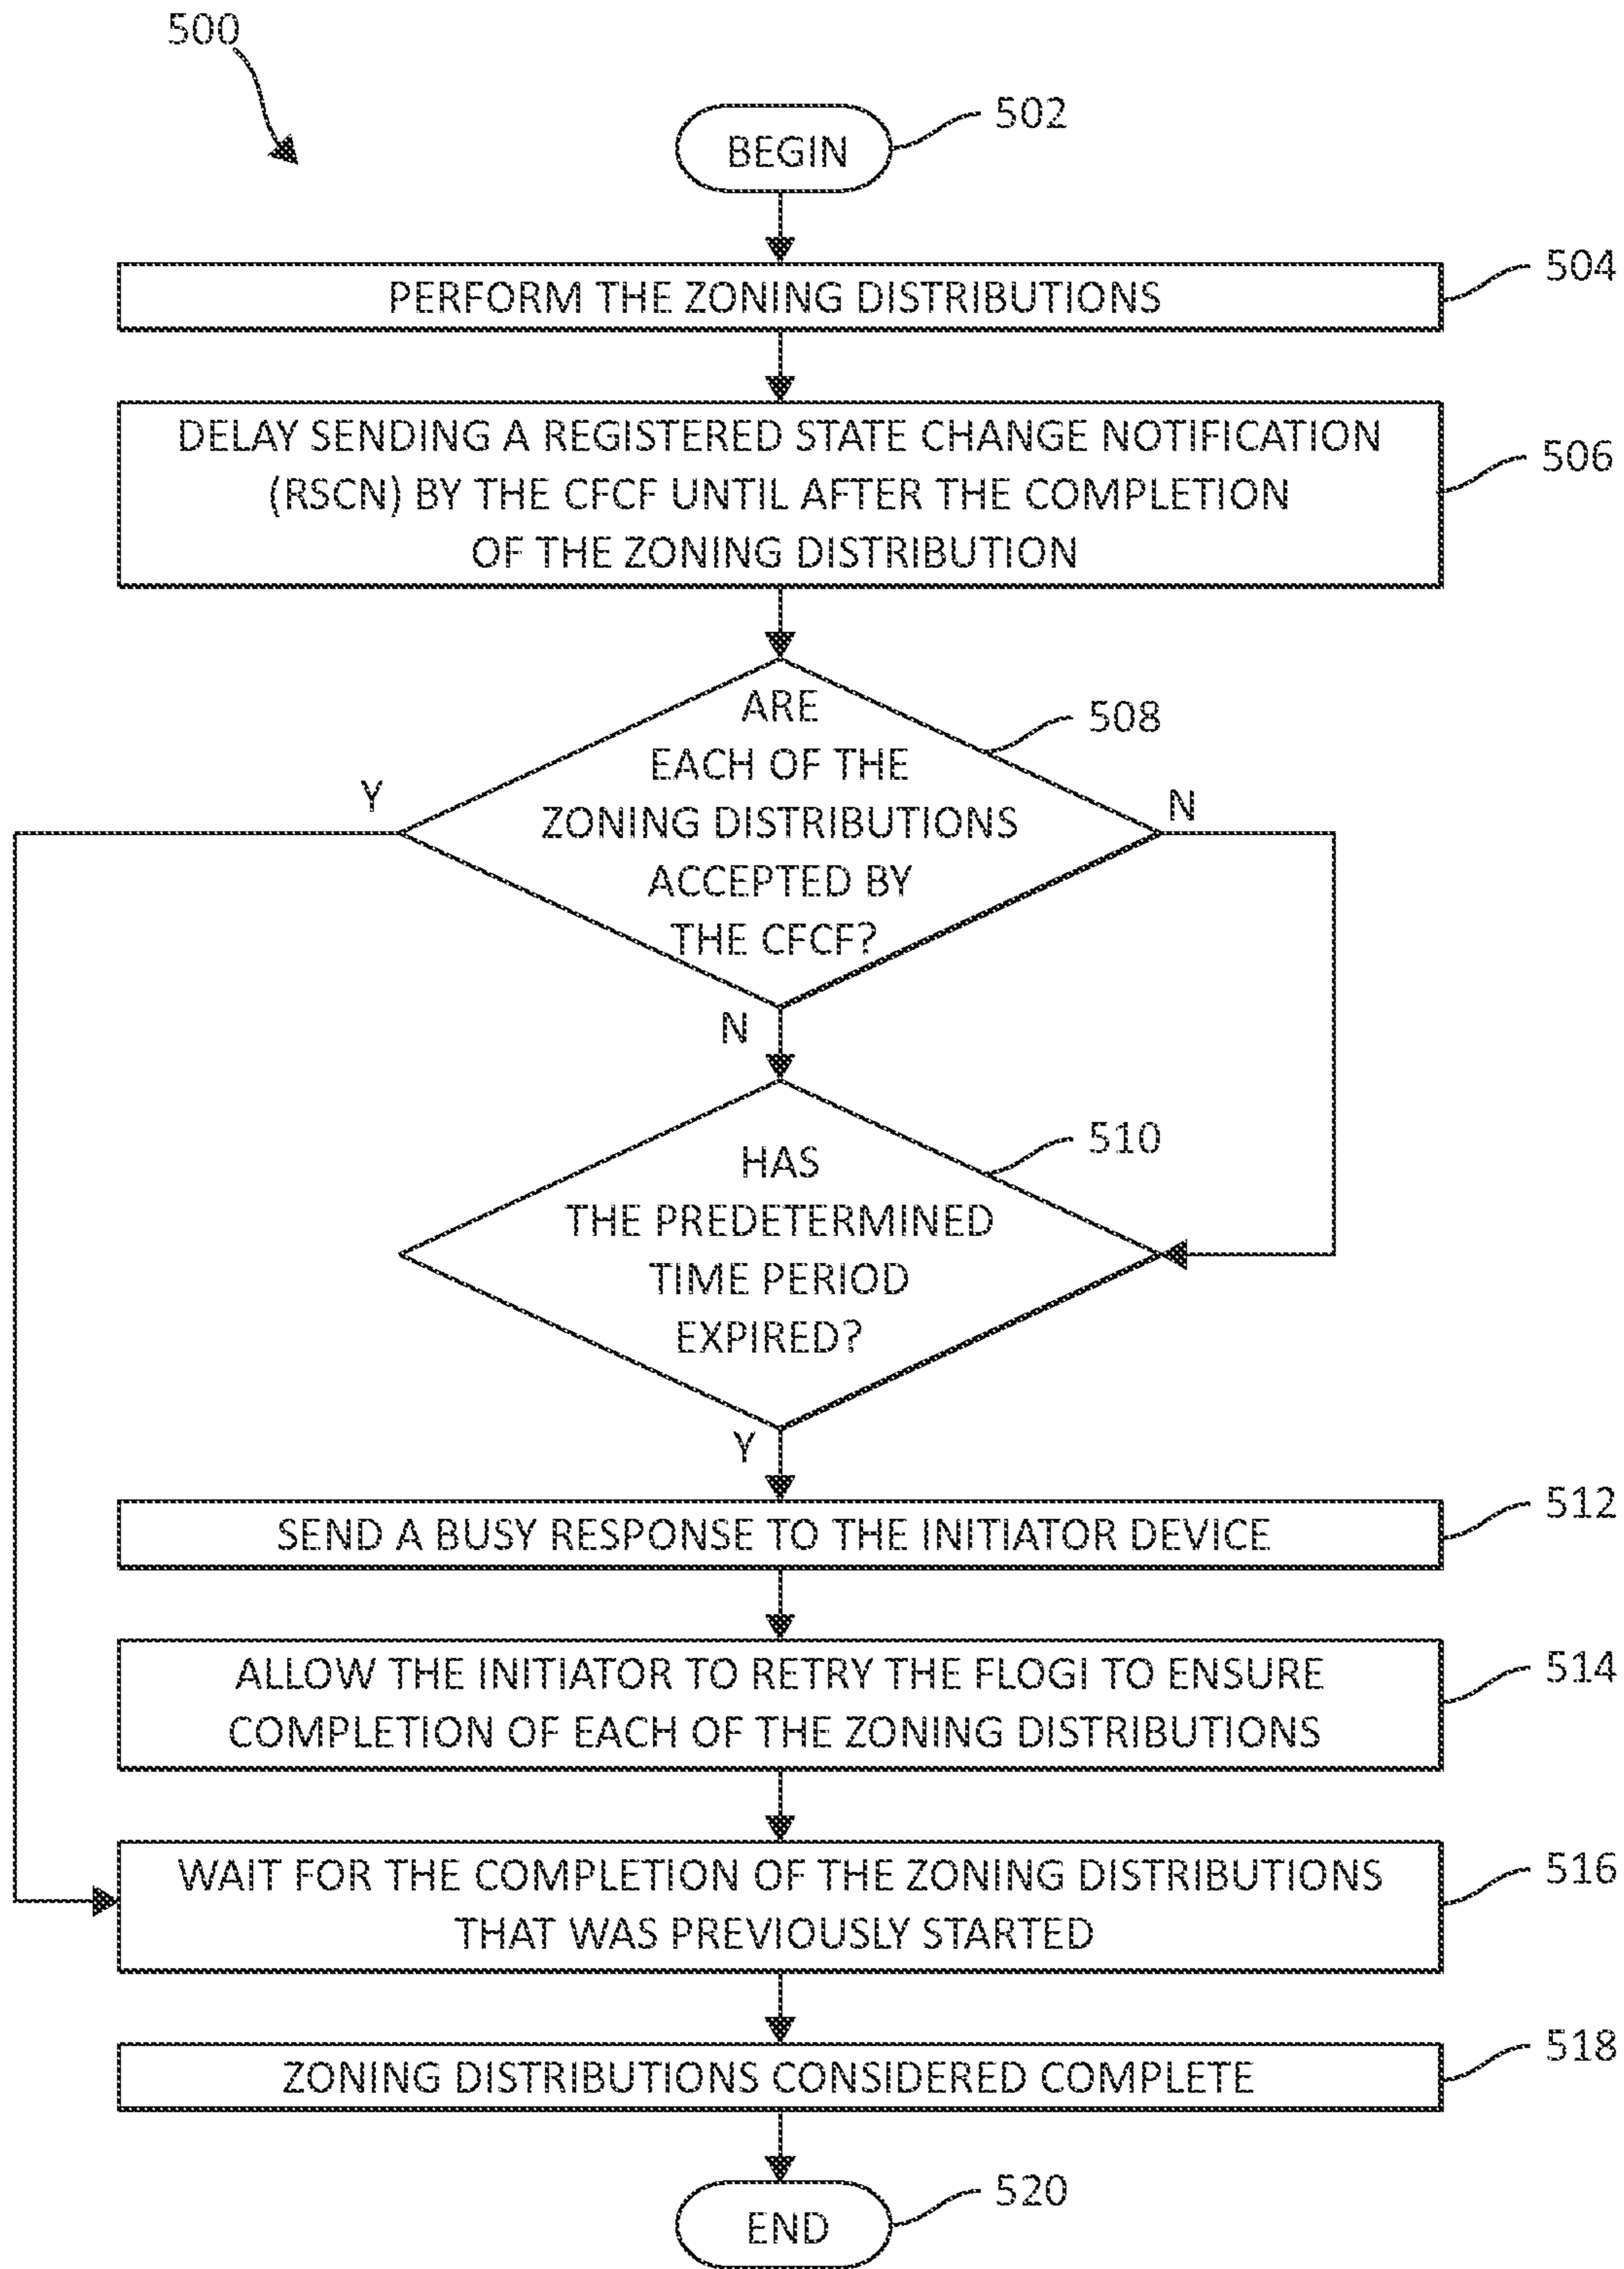 500
502
BEGIN
504
PERFORM THE ZONING DISTRIBUTIONS
DELAY SENDING A REGISTERED STATE CHANGE NOTIFICATION
(RSCN) BY THE CFCF UNTIL AFTER THE COMPLETION
OF THE ZONING DISTRIBUTION
506
ARE
EACH OF THE
ZONING DISTRIBUTIONS
ACCEPTED BY
THE CFCF?
508
Y
N
N
HAS
THE PREDETERMINED
TIME PERIOD
EXPIRED?
510
Y
512
SEND A BUSY RESPONSE TO THE INITIATOR DEVICE
ALLOW THE INITIATOR TO RETRY THE FLOGI TO ENSURE
COMPLETION OF EACH OF THE ZONING DISTRIBUTIONS
514
WAIT FOR THE COMPLETION OF THE ZONING DISTRIBUTIONS
THAT WAS PREVIOUSLY STARTED
516
518
ZONING DISTRIBUTIONS CONSIDERED COMPLETE
520
END